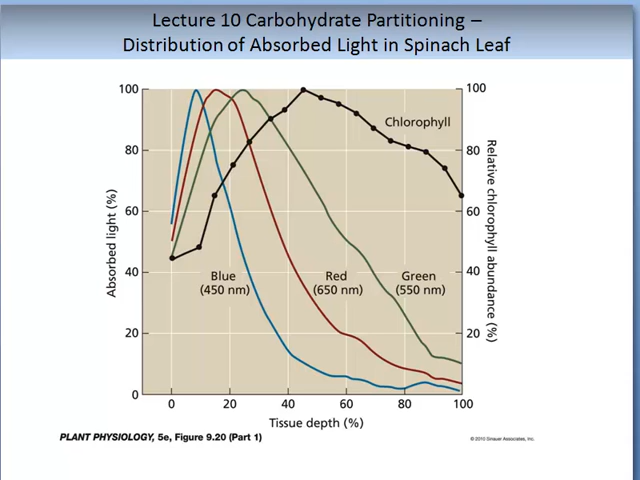 Lecture 10 Carbohydrate Partitioning –
Distribution of Absorbed Light in Spinach Leaf
100
80
60
40
20
0
Absorbed light (%)
100
80
60
40
20
Relative chlorophyll abundance (%)
Chlorophyll
Blue
(450 nm)
Red
(650 nm)
Green
(550 nm)
0 20 40 60 80 100
Tissue depth (%)
PLANT PHYSIOLOGY, 5e, Figure 9.20 (Part 1)
© 2010 Sinauer Associates, Inc.